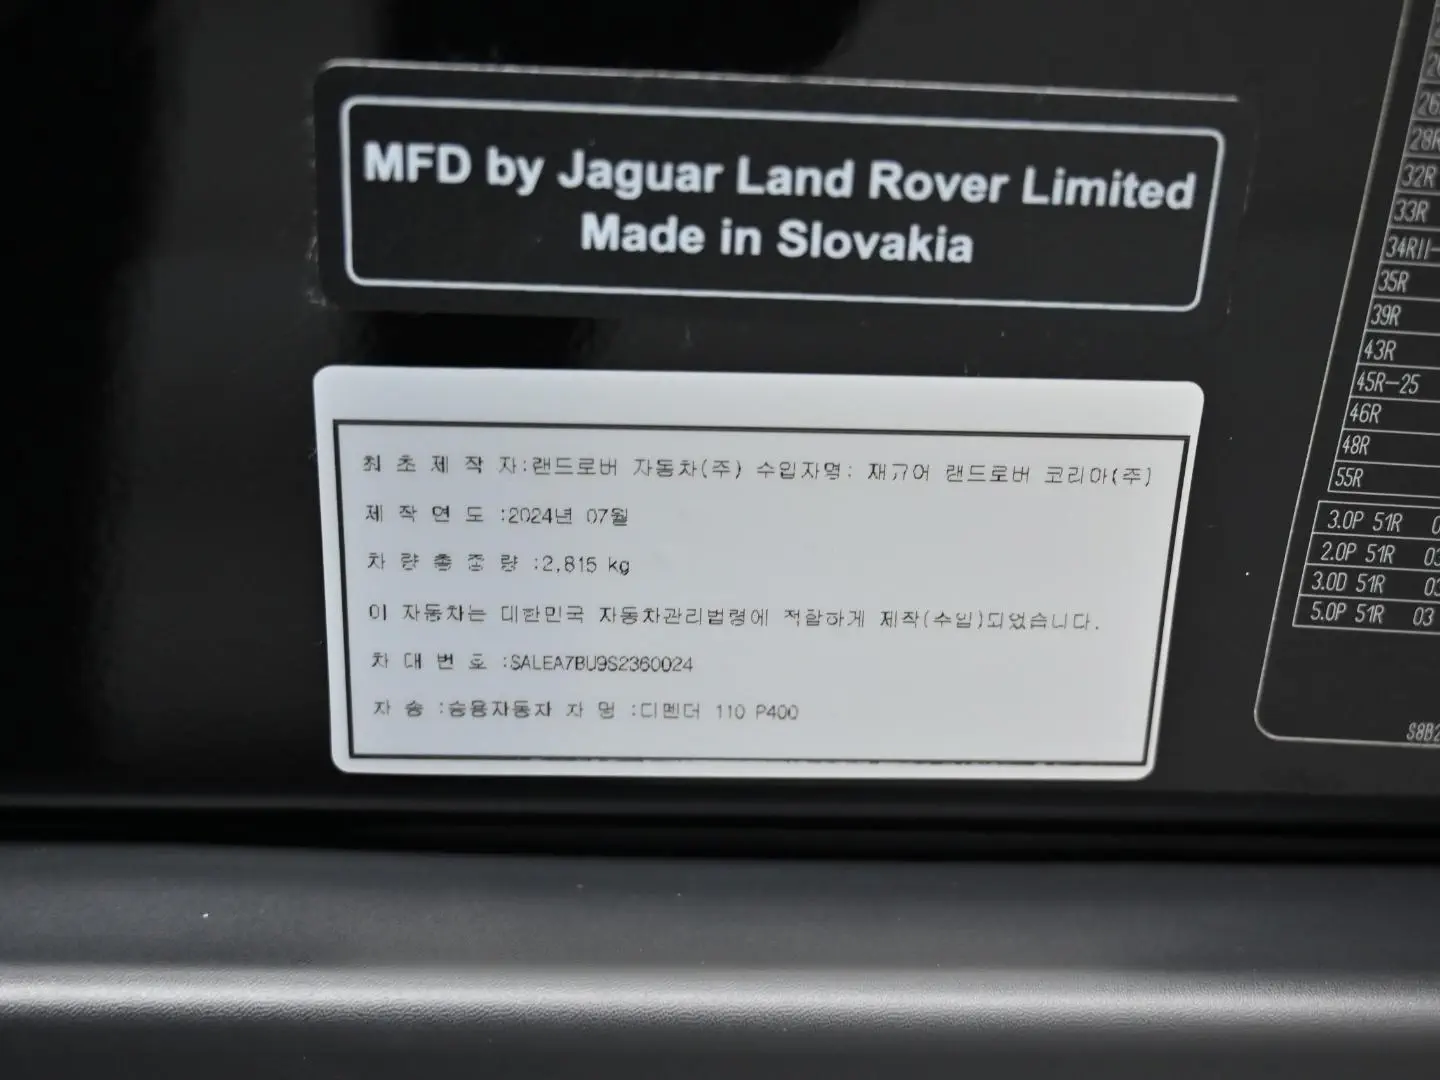 MFD by Jaguar Land Rover Limited
Made in Slovakia
최 초 제 작 자:랜드로버 자동차(주) 수입자명: 재규어 랜드로버 코리아(주)
제 작 연 도 :2024년 07월
차 량 총 중 량 :2,815 kg
이 자동차는 대한민국 자동차관리법령에 적합하게 제작(수입)되었습니다.
차 대 번 호 :SALEA7BU9S2360024
차 종 :승용자동차 차 명 :디펜더 110 P400
28R
32R
33R
34RII-
35R
39R
43R
45R-25
46R
48R
55R
3.0P 51R
2.0P 51R 03
3.0D 51R 03
5.0P 51R 03